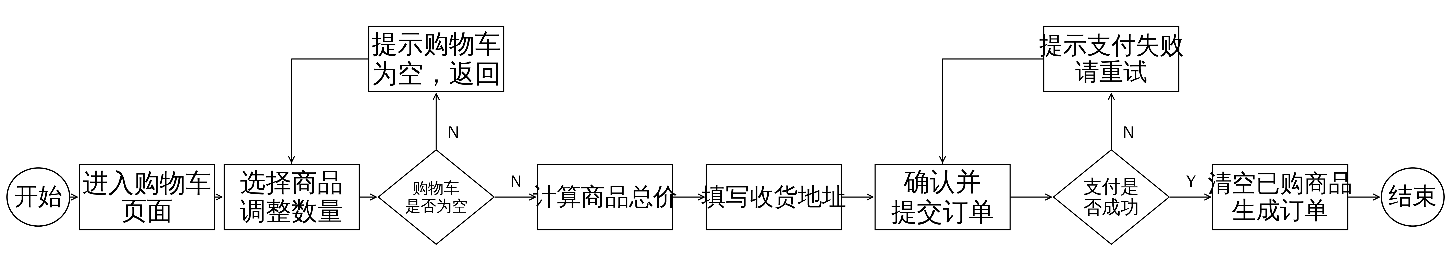 提示购物车
为空，返回
提示支付失败
请重试
N
N
开始
进入购物车
页面
选择商品
调整数量
购物车
是否为空
N
计算商品总价
填写收货地址
确认并
提交订单
支付是
否成功
Y
清空已购商品
生成订单
结束